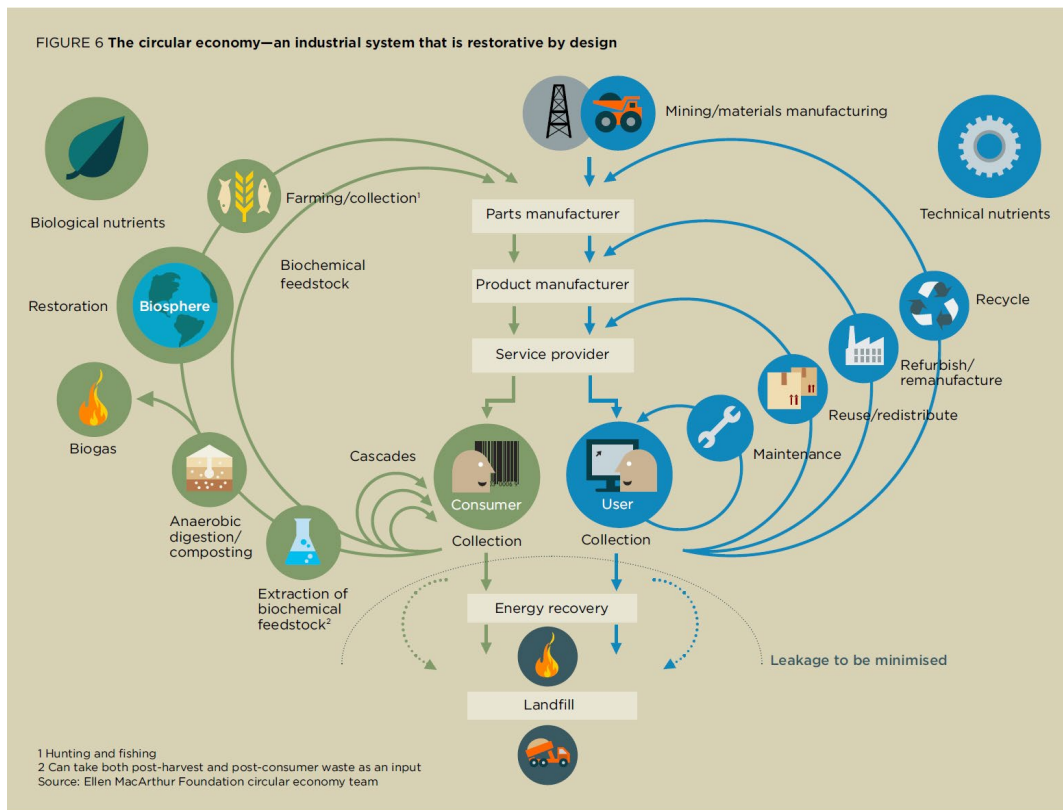 FIGURE 6 The circular economy—an industrial system that is restorative by design
Mining/materials manufacturing
Biological nutrients
Farming/collection¹
Parts manufacturer
Technical nutrients
Biochemical
feedstock
Product manufacturer
Restoration
Biosphere
Recycle
Service provider
Refurbish/
remanufacture
Reuse/redistribute
Biogas
Cascades
Maintenance
Consumer
User
Anaerobic
digestion/
composting
Collection
Collection
Extraction of
biochemical
feedstock²
Energy recovery
Leakage to be minimised
Landfill
1 Hunting and fishing
2 Can take both post-harvest and post-consumer waste as an input
Source: Ellen MacArthur Foundation circular economy team